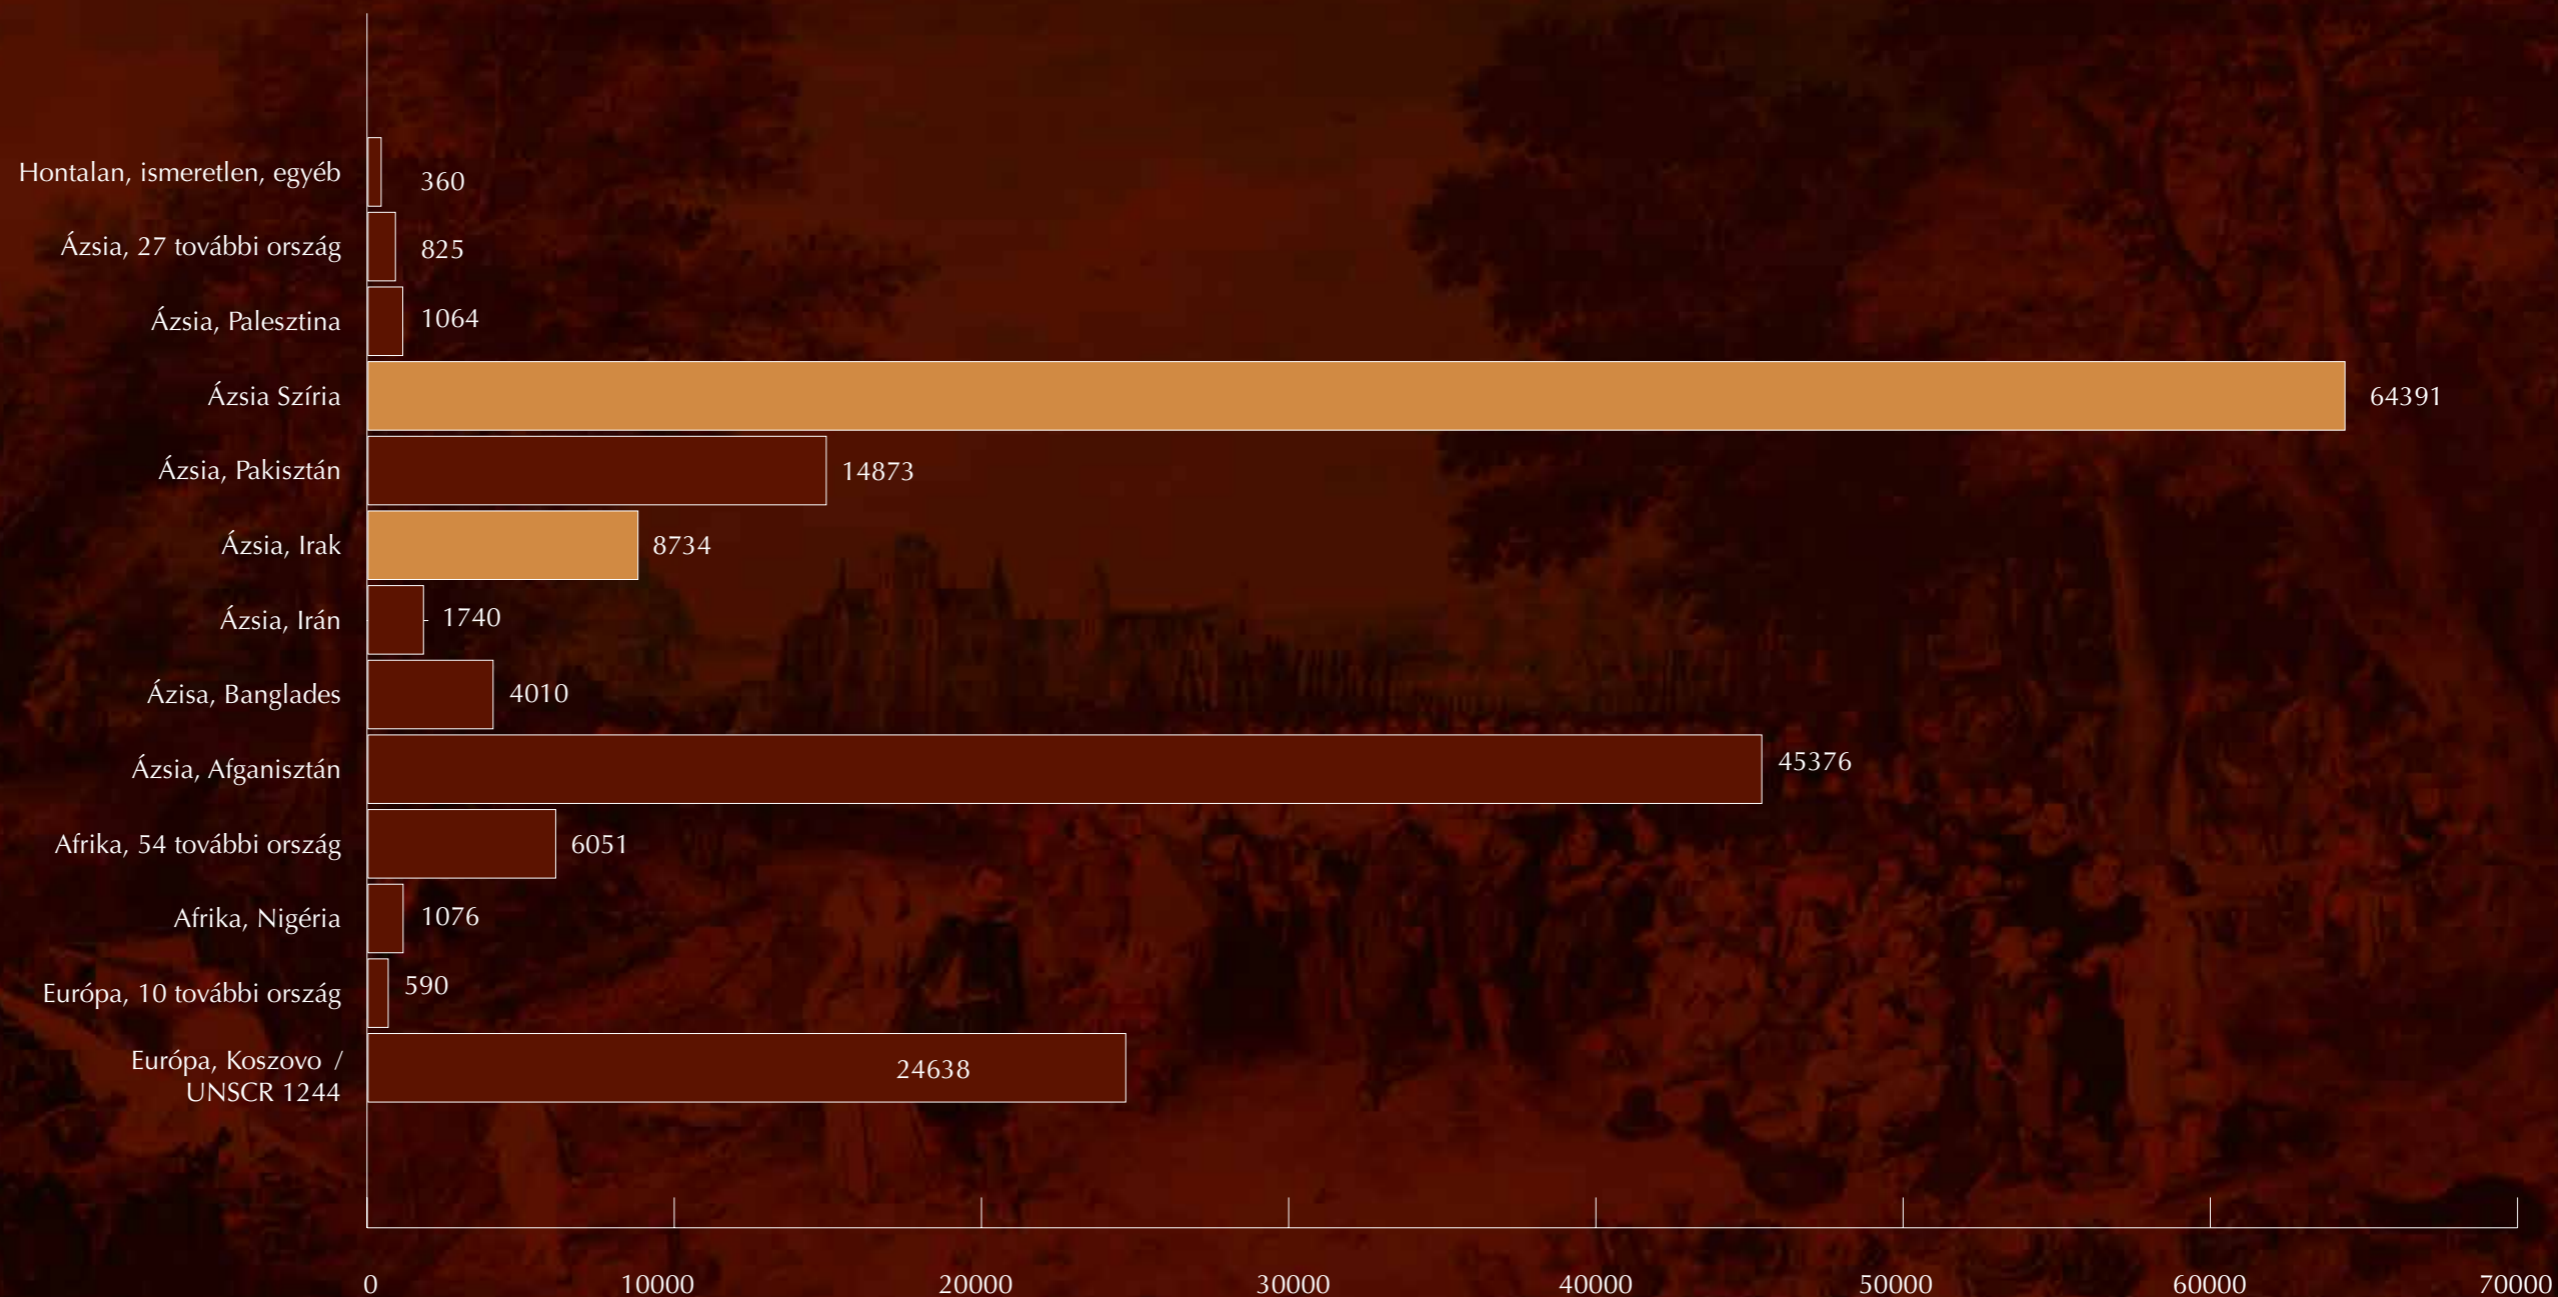 Hontalan, ismeretlen, egyéb 360
Ázsia, 27 további ország 825
Ázsia, Palesztina 1064
Ázsia Szíria 64391
Ázsia, Pakisztán 14873
Ázsia, Irak 8734
Ázsia, Irán 1740
Ázisa, Banglades 4010
Ázsia, Afganisztán 45376
Afrika, 54 további ország 6051
Afrika, Nigéria 1076
Európa, 10 további ország 590
Európa, Koszovo /
UNSCR 1244 24638
0 10000 20000 30000 40000 50000 60000 70000